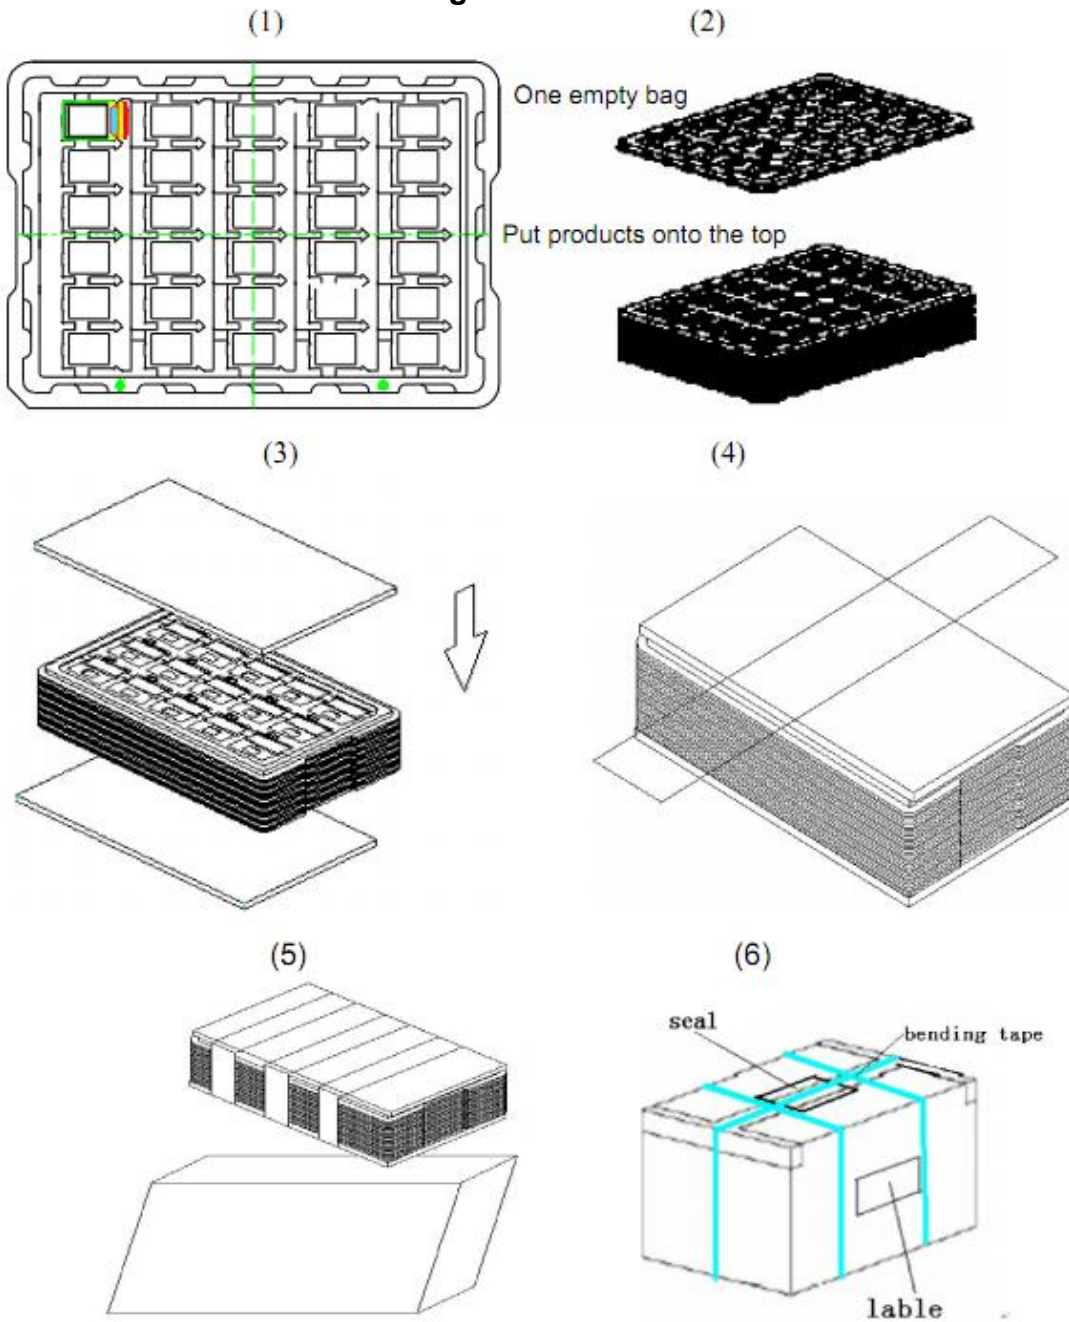 g
(1)
(2)
One empty bag
Put products onto the top
(3)
(4)
(5)
(6)
seal
bending tape
lable